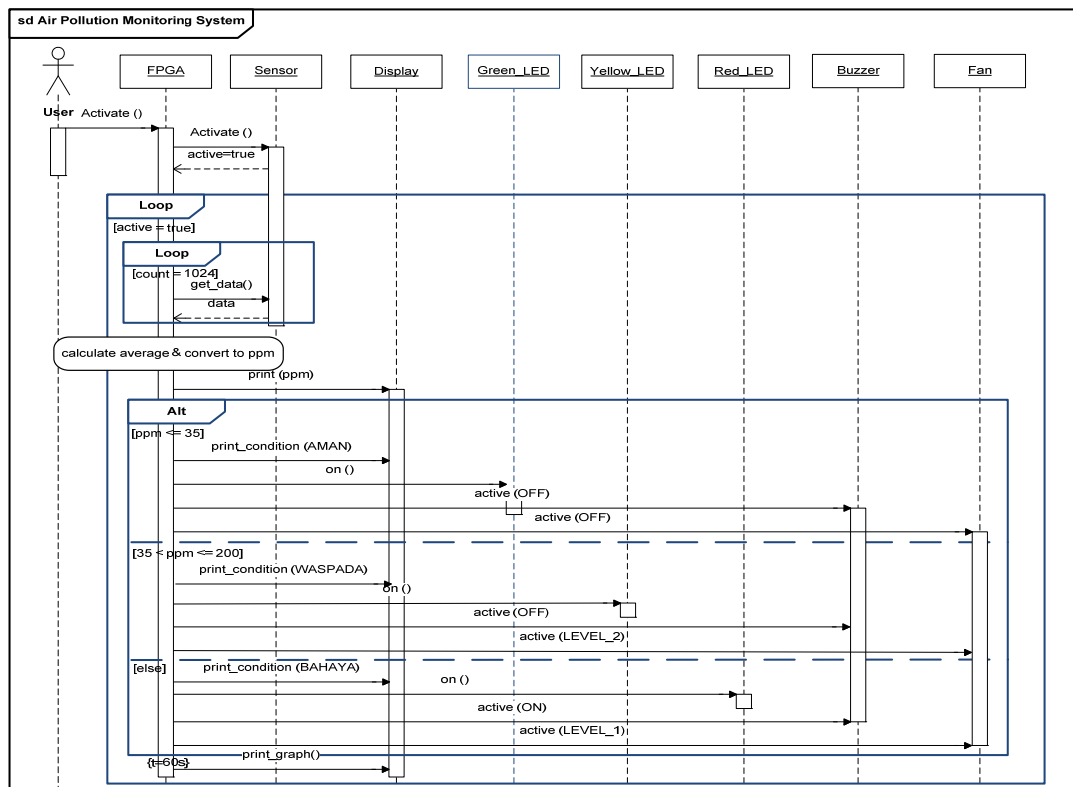 sd Air Pollution Monitoring System
FPGA
Sensor
Display
Green_LED
Yellow_LED
Red_LED
Buzzer
Fan
User
Activate ()
Activate ()
active=true
Loop
[active = true]
Loop
[count = 1024]
get_data()
data
calculate average & convert to ppm
print (ppm)
Alt
[ppm <= 35]
print_condition (AMAN)
on ()
active (OFF)
active (OFF)
[35 < ppm <= 200]
print_condition (WASPADA)
on ()
active (OFF)
active (LEVEL_2)
[else]
print_condition (BAHAYA)
on ()
active (ON)
active (LEVEL_1)
print_graph()
{t=60s}